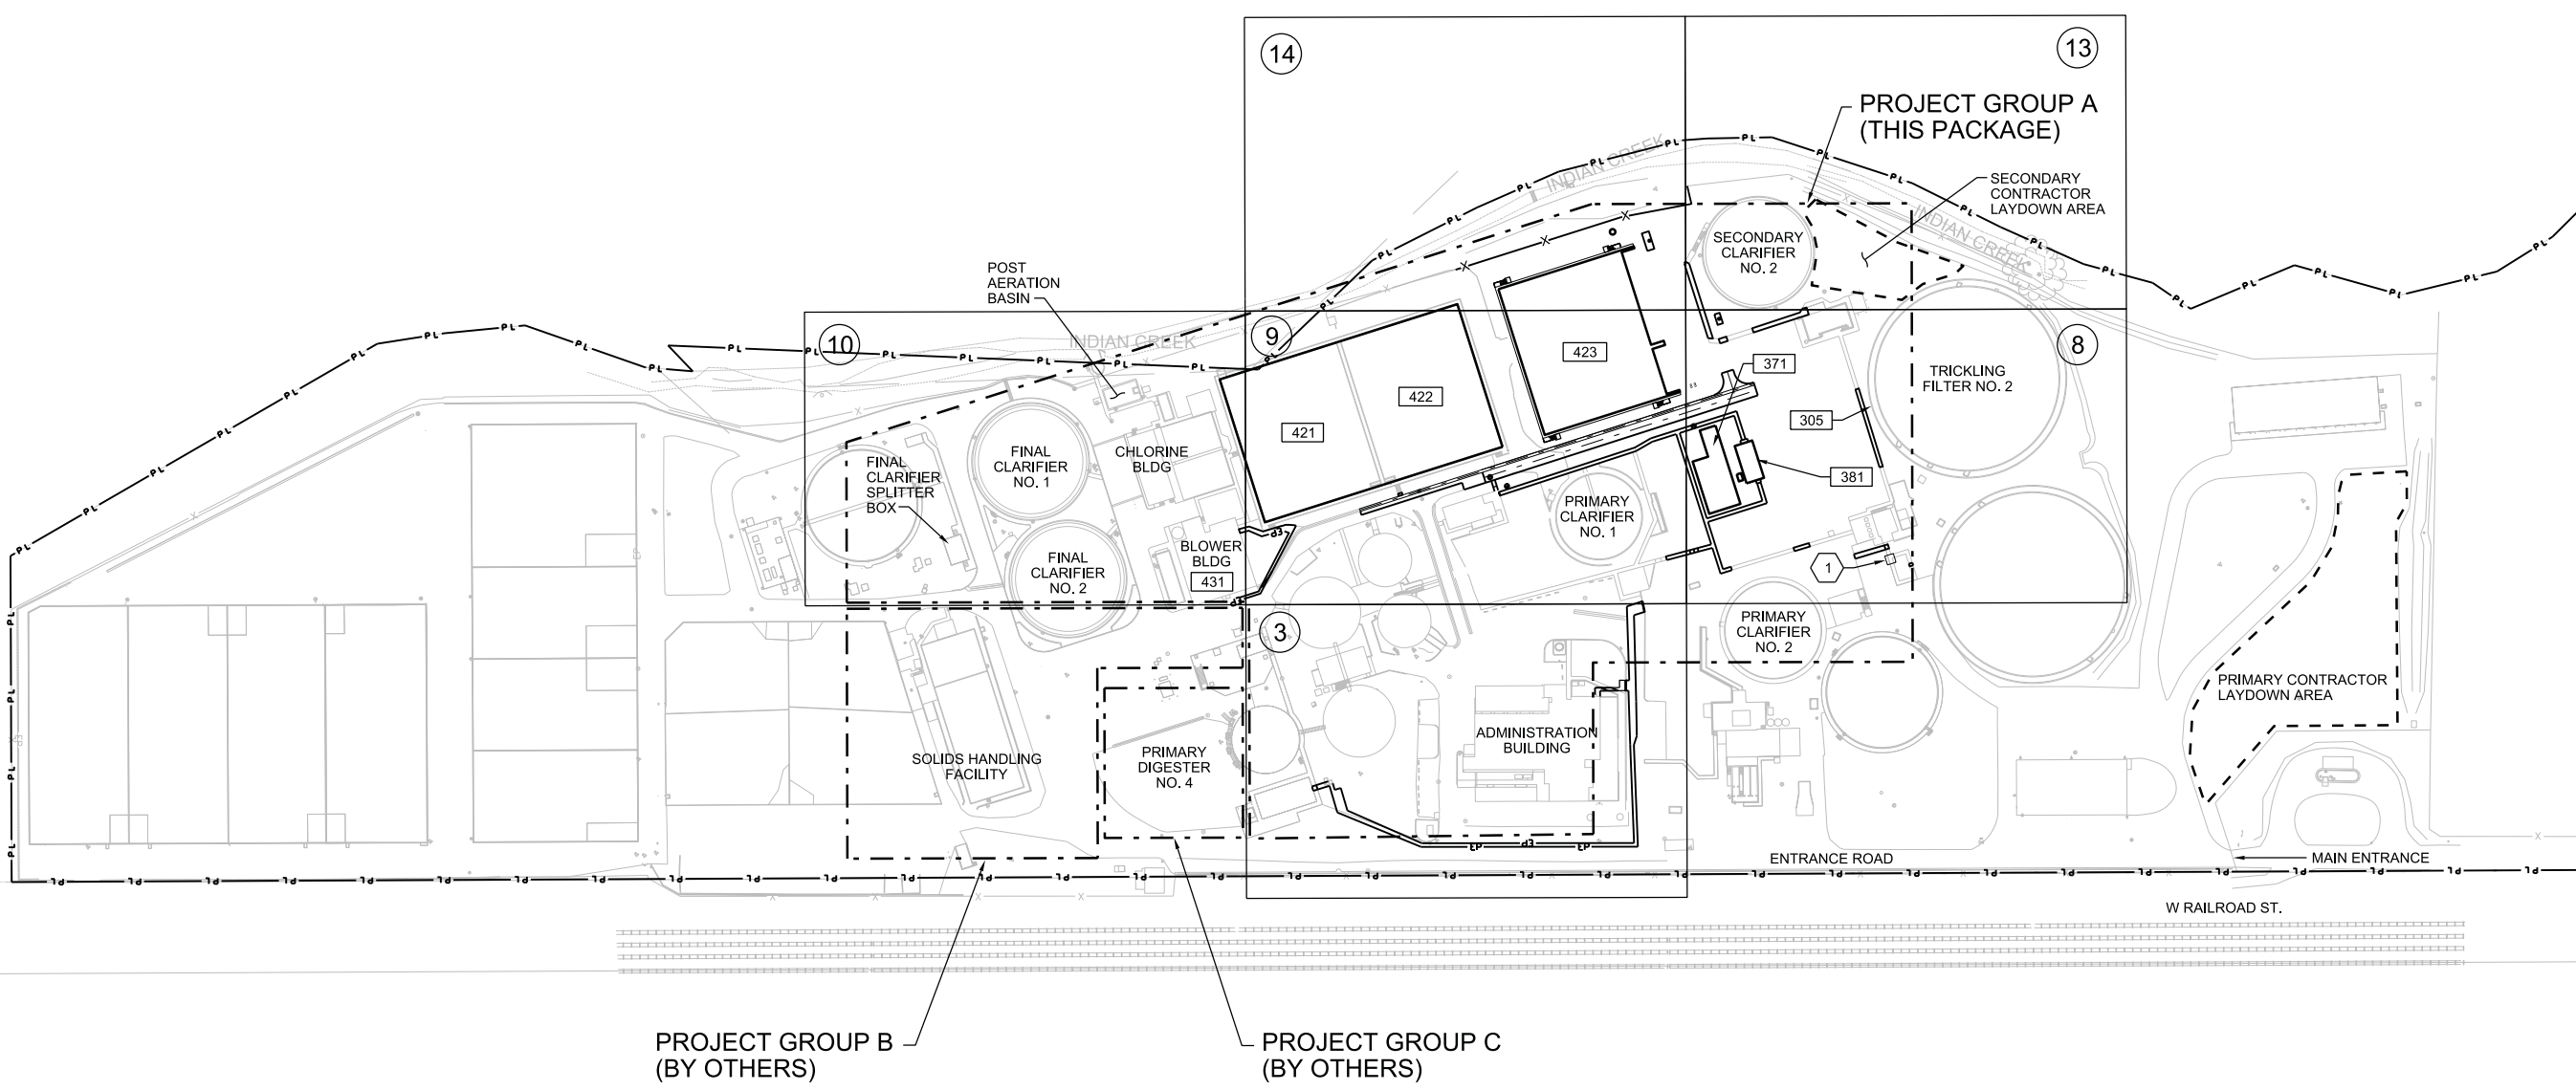 14
13
PROJECT GROUP A
(THIS PACKAGE)
SECONDARY
CONTRACTOR
LAYDOWN AREA
INDIAN CREEK
INDIAN CREEK
SECONDARY
CLARIFIER
NO. 2
POST
AERATION
BASIN
INDIAN CREEK
10
9
8
423
371
422
421
305
381
TRICKLING
FILTER NO. 2
FINAL
CLARIFIER
SPLITTER
BOX
FINAL
CLARIFIER
NO. 1
CHLORINE
BLDG
PRIMARY
CLARIFIER
NO. 1
FINAL
CLARIFIER
NO. 2
BLOWER
BLDG
431
1
3
PRIMARY
CLARIFIER
NO. 2
PRIMARY CONTRACTOR
LAYDOWN AREA
SOLIDS HANDLING
FACILITY
PRIMARY
DIGESTER
NO. 4
ADMINISTRATION
BUILDING
ENTRANCE ROAD
MAIN ENTRANCE
W RAILROAD ST.
PROJECT GROUP B
(BY OTHERS)
PROJECT GROUP C
(BY OTHERS)